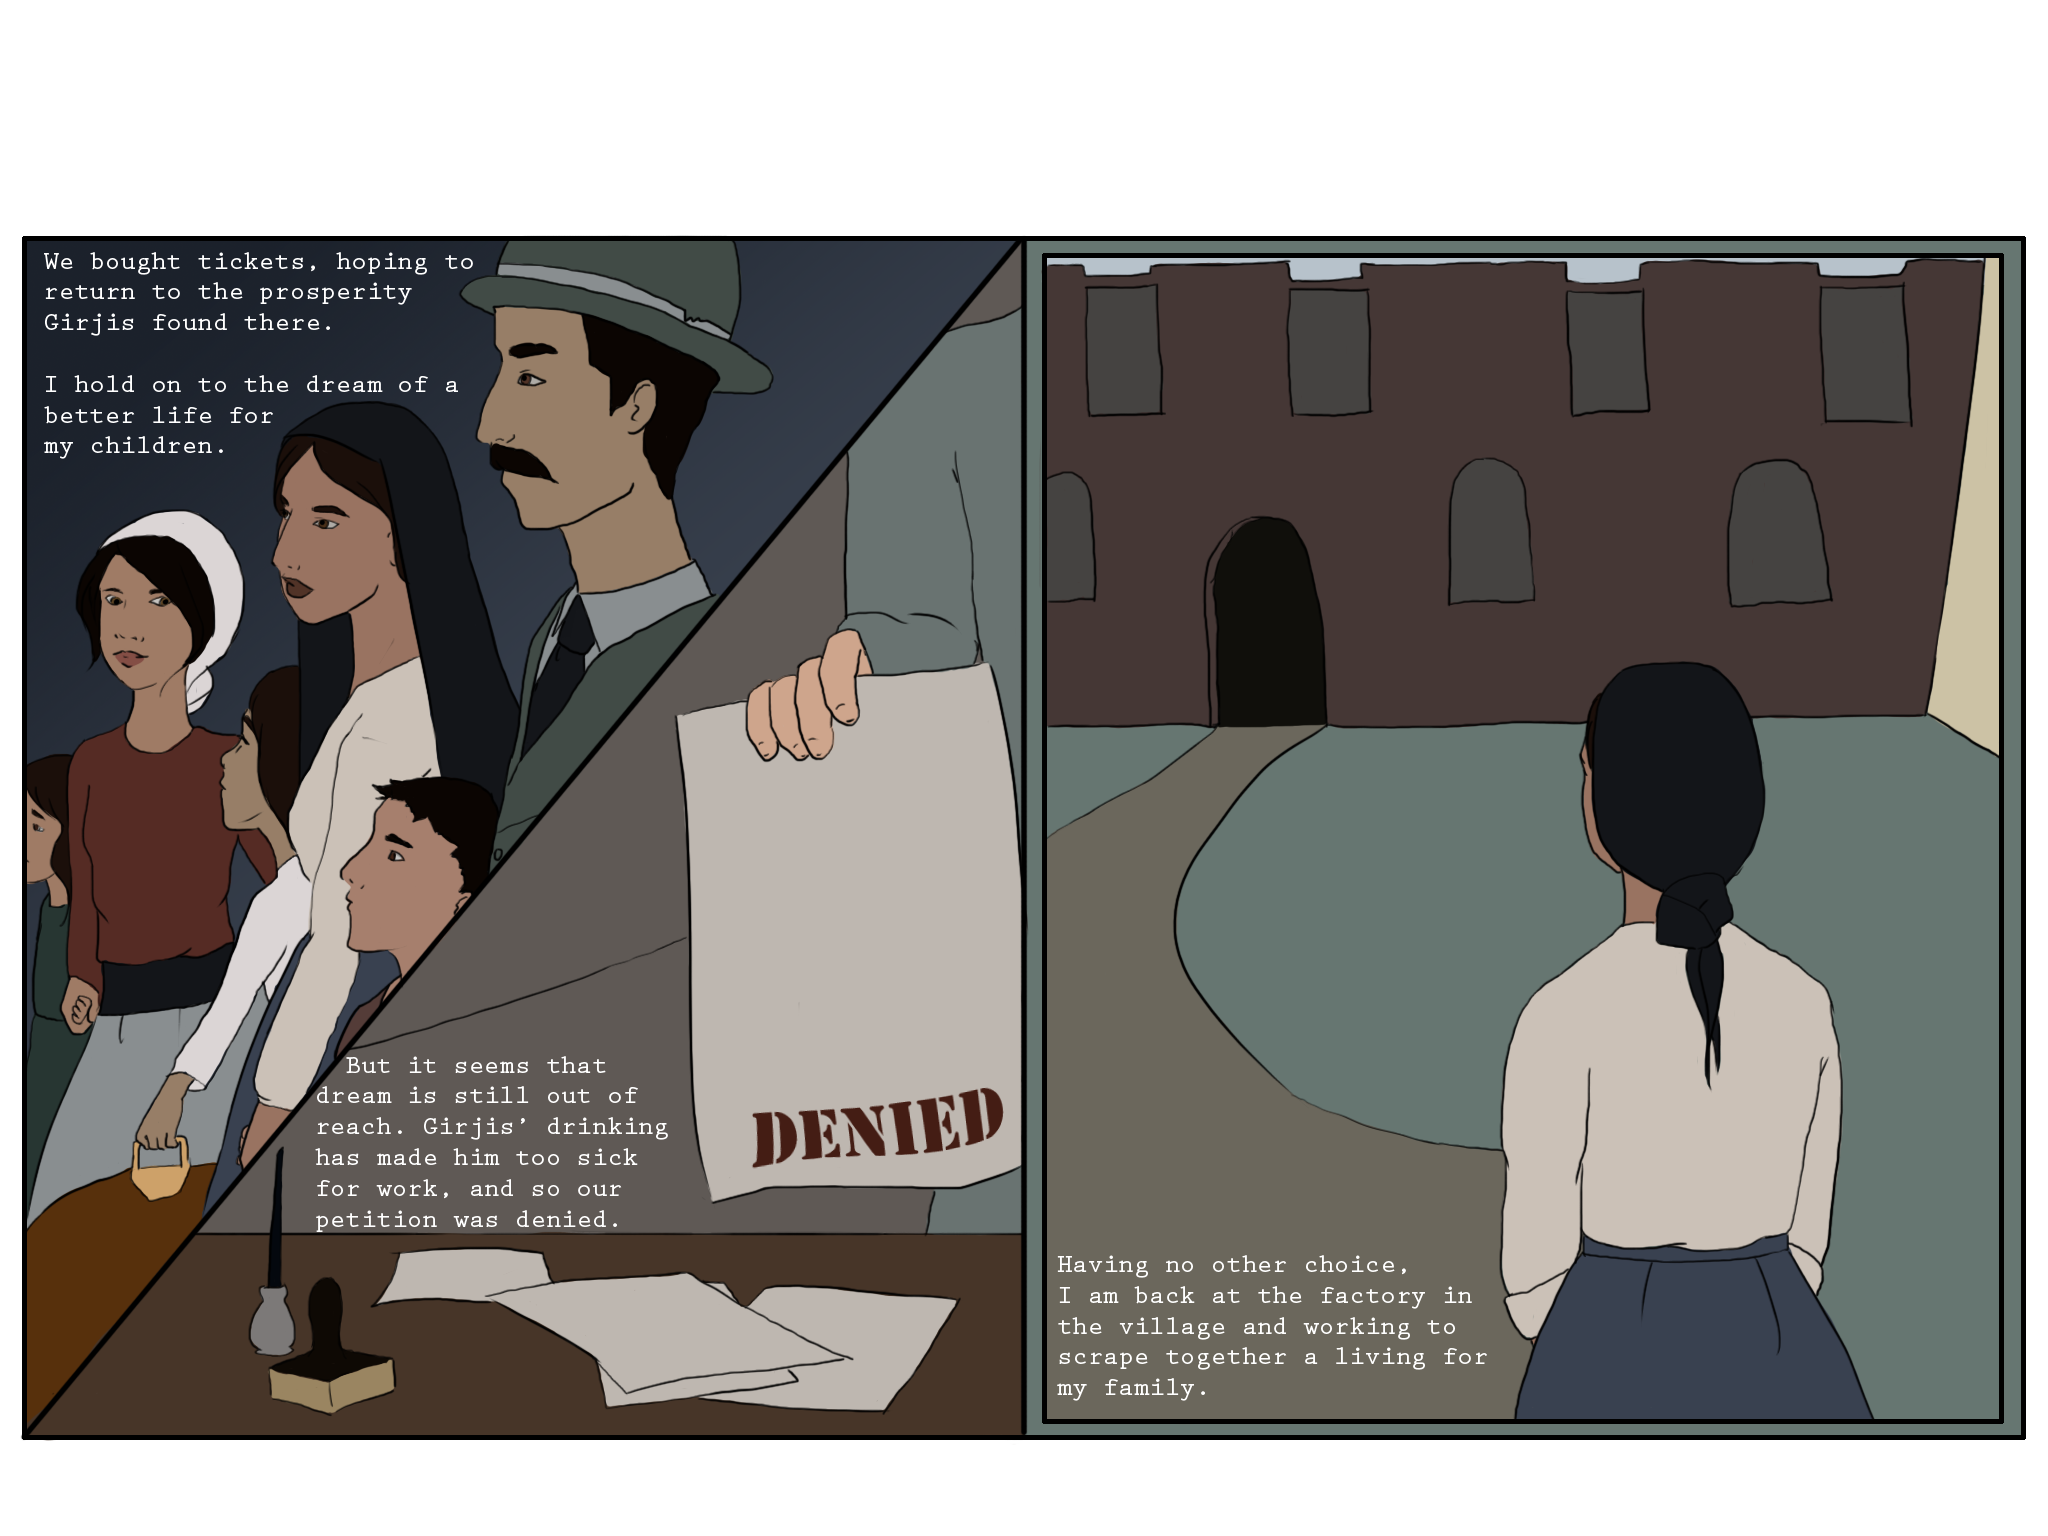 We bought tickets, hoping to
return to the prosperity
Girjis found there.
I hold on to the dream of a
better life for
my children.
But it seems that
dream is still out of
reach. Girjis’ drinking
has made him too sick
for work, and so our
petition was denied.
DENIED
Having no other choice,
I am back at the factory in
the village and working to
scrape together a living for
my family.